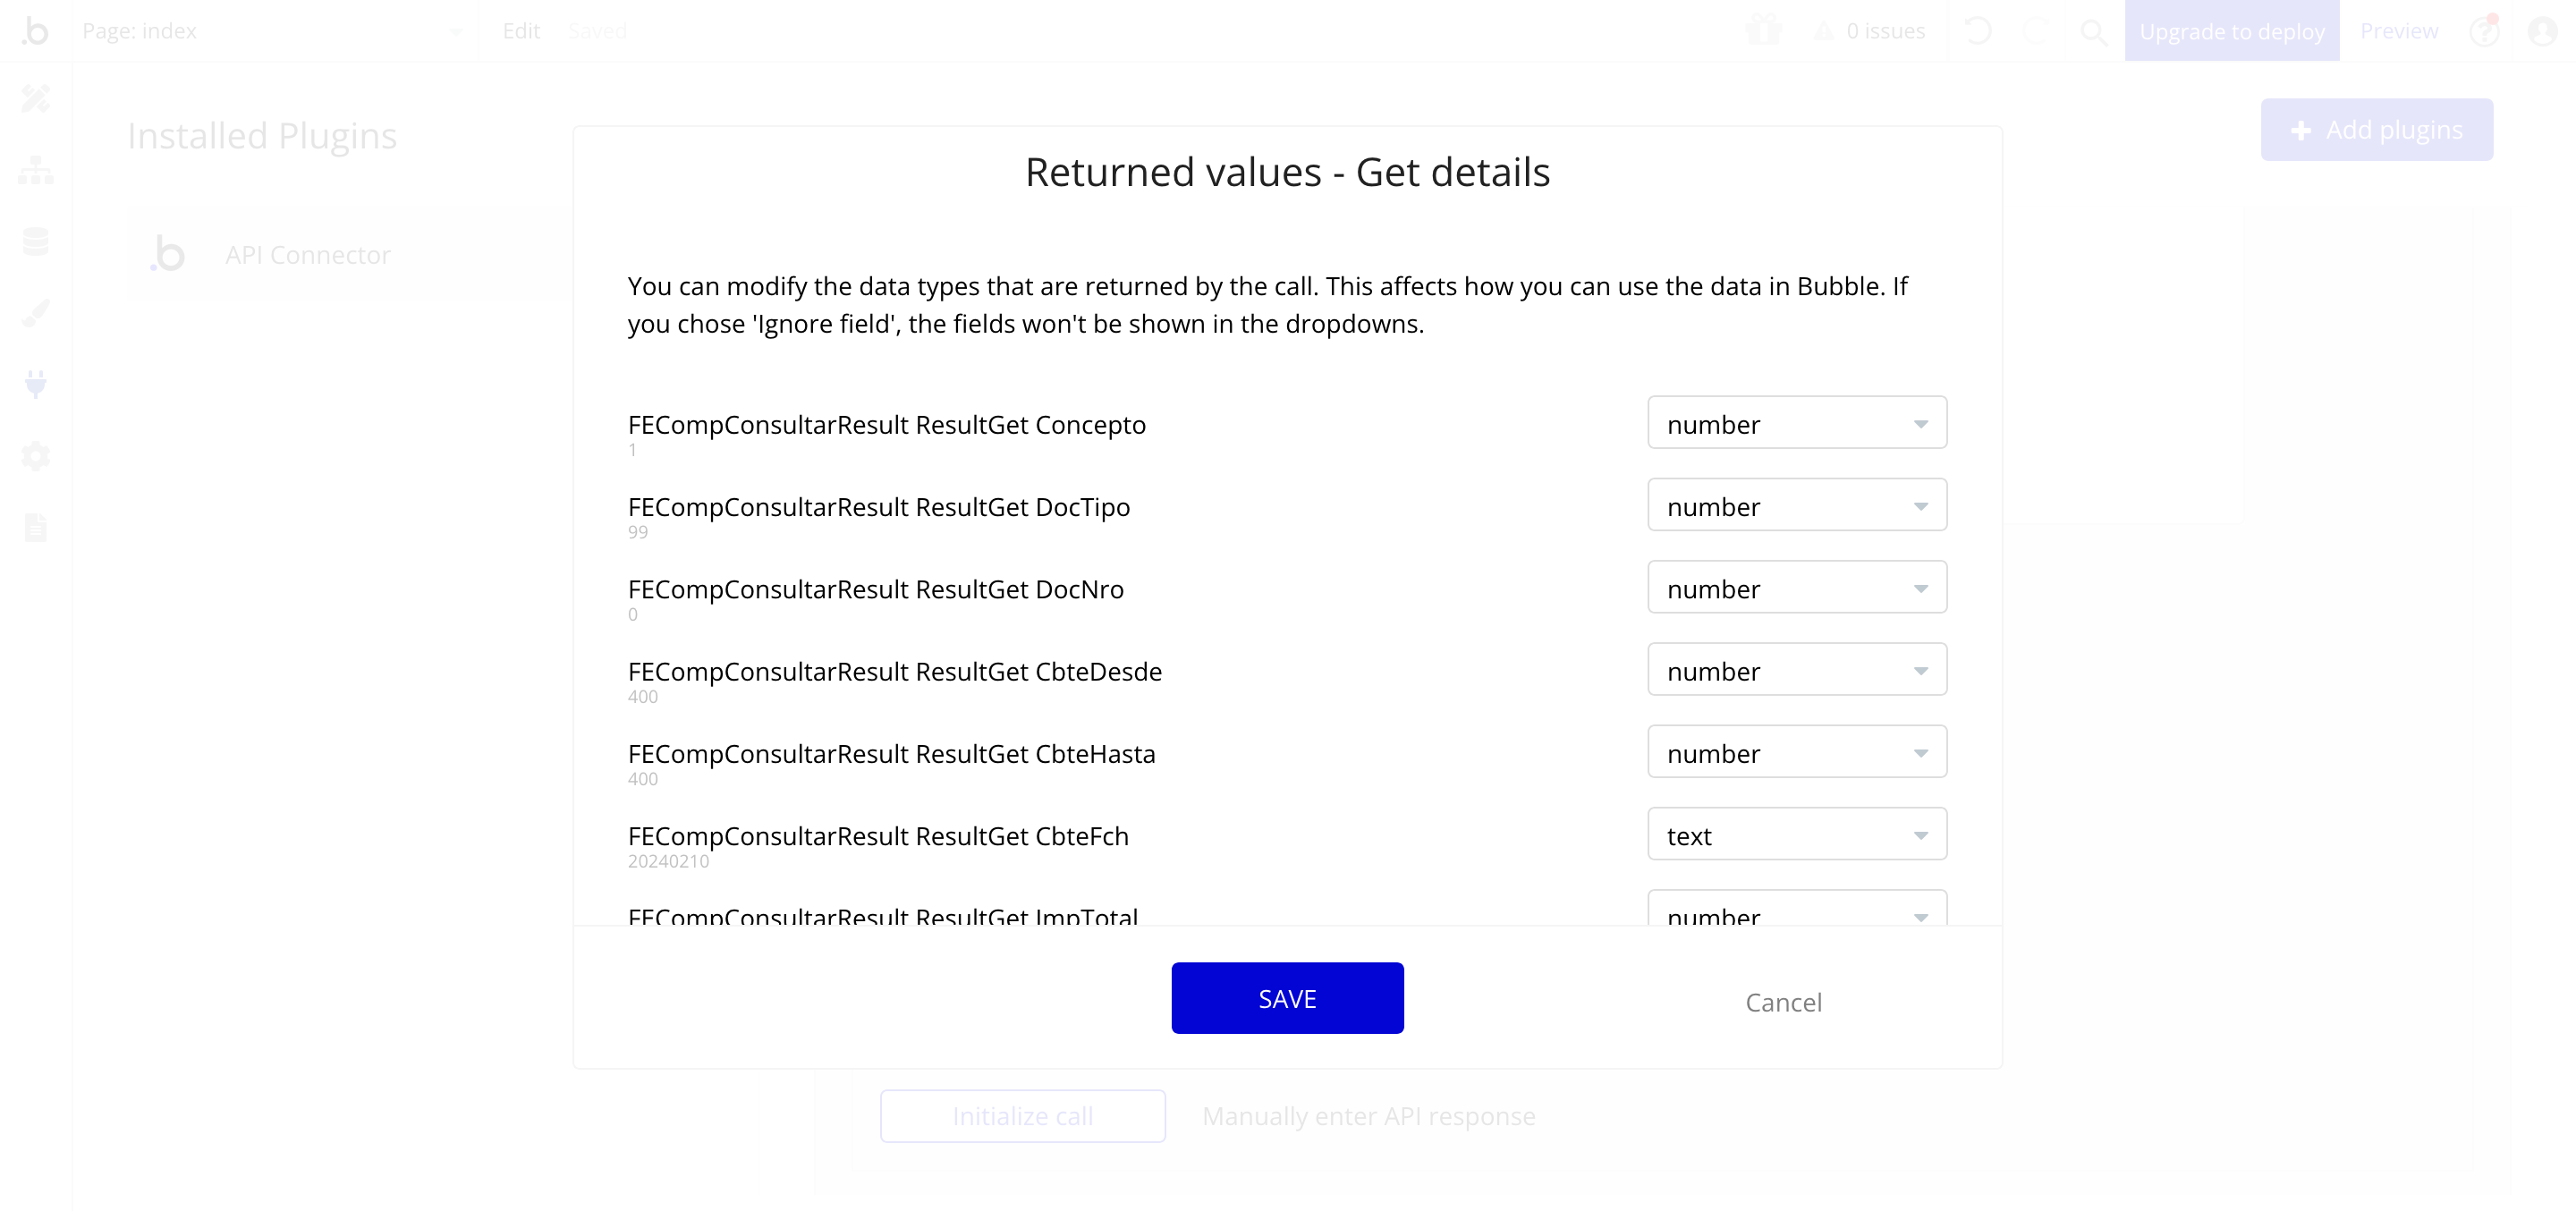 .b
Page: index
Edit
Saved
0 issues
Upgrade to deploy
Preview
Installed Plugins
Add plugins
.b
API Connector
Returned values - Get details
You can modify the data types that are returned by the call. This affects how you can use the data in Bubble. If
you chose 'Ignore field', the fields won't be shown in the dropdowns.
FECompConsultarResult ResultGet Concepto
number
1
FECompConsultarResult ResultGet DocTipo
number
99
FECompConsultarResult ResultGet DocNro
number
0
FECompConsultarResult ResultGet CbteDesde
number
400
FECompConsultarResult ResultGet CbteHasta
number
400
FECompConsultarResult ResultGet CbteFch
text
20240210
FECompConsultarResult ResultGet ImpTotal
number
SAVE
Cancel
Initialize call
Manually enter API response